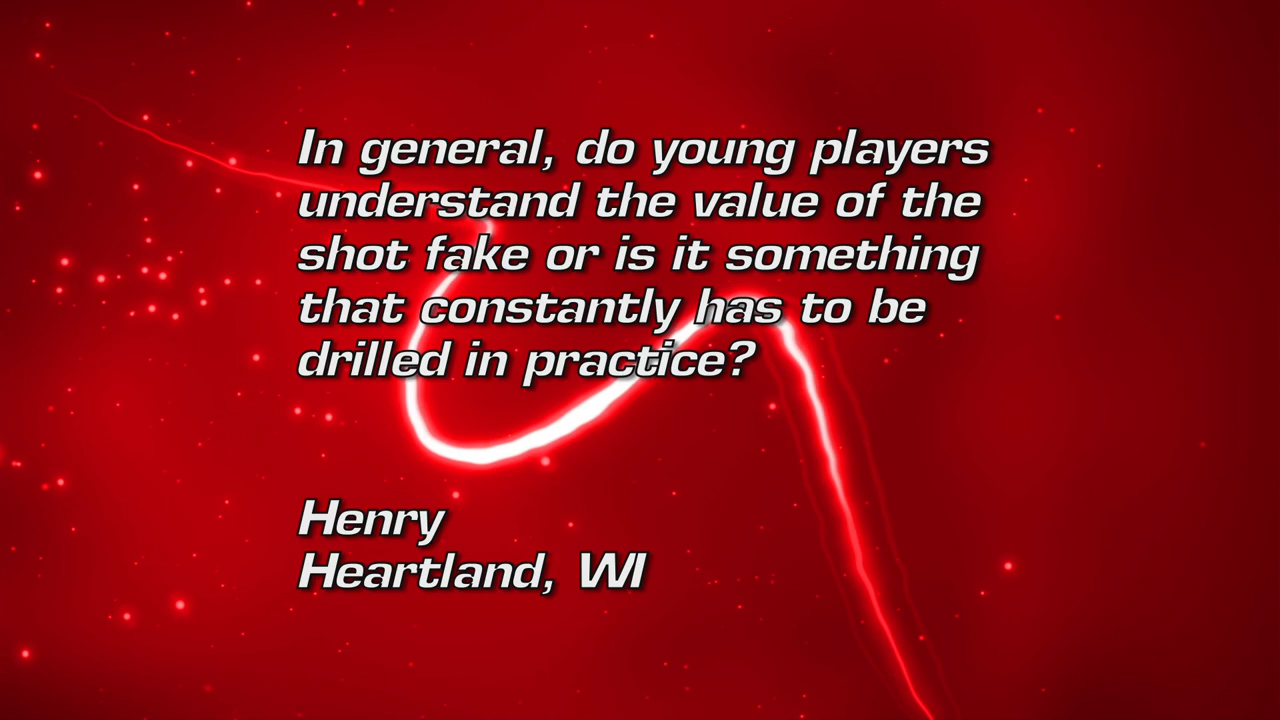 In general, do young players
understand the value of the
shot fake or is it something
that constantly has to be
drilled in practice?
Henry
Heartland, WI